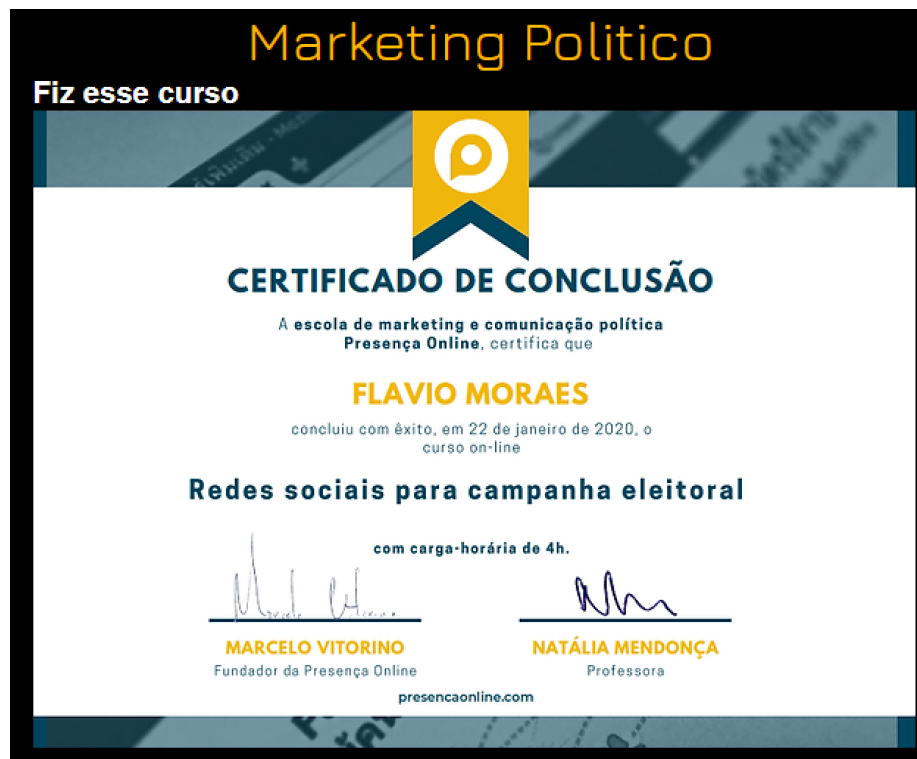 Marketing Politico
Fiz esse curso
CERTIFICADO DE CONCLUSÃO
A escola de marketing e comunicação política
Presença Online, certifica que
FLAVIO MORAES
concluiu com êxito, em 22 de janeiro de 2020, o
curso on-line
Redes sociais para campanha eleitoral
com carga-horária de 4h.
MARCELO VITORINO
Fundador da Presença Online
NATÁLIA MENDONÇA
Professora
presencaonline.com